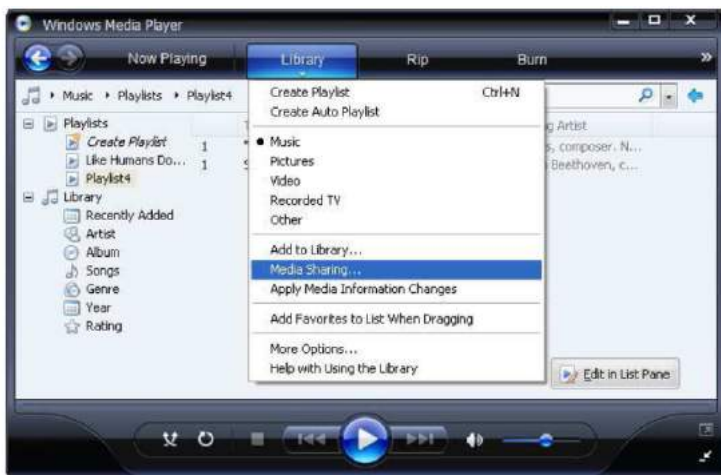 Windows Media Player
Now Playing Library Rip Burn »
Music Playlists Playlist4
Create Playlist Ctrl+N
Create Auto Playlist
Music
Pictures
Video
Recorded TV
Other
Add to Library...
Media Sharing...
Apply Media Information Changes
Add Favorites to List When Dragging
More Options...
Help with Using the Library
Playlists
Create Playlist 1
Like Humans Do... 1
Playlist4
Library
Recently Added
Artist
Album
Songs
Genre
Year
Rating
Artist
s, composer. N...
Beethoven, c...
Edit in List Pane